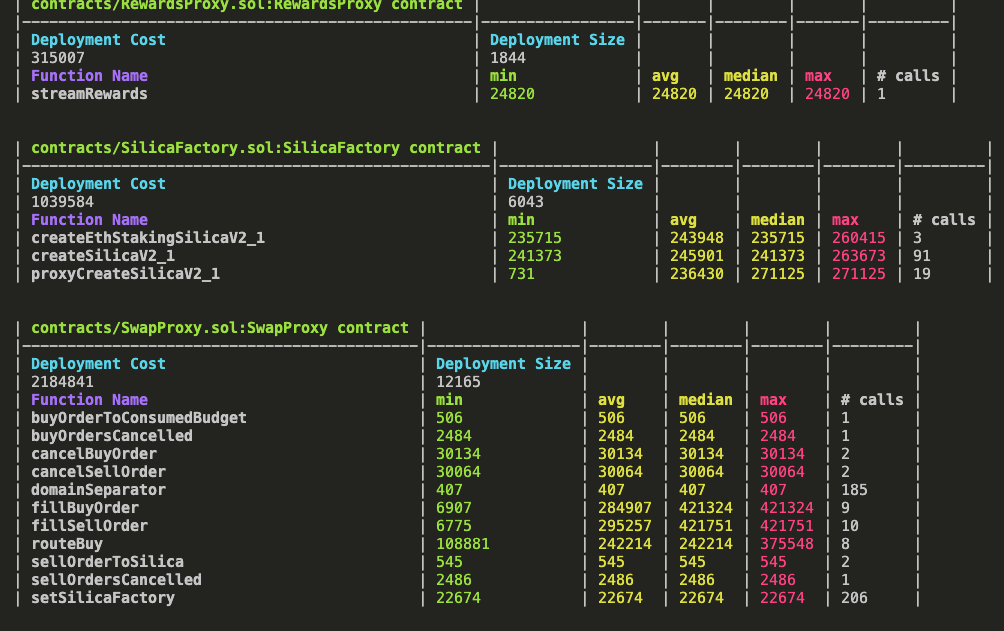 | contracts/RewardsProxy.sol:RewardsProxy contract | | | | | |
| Deployment Cost | Deployment Size | | | | |
| 315007 | 1844 | | | | |
| Function Name | min | avg | median | max | # calls |
| streamRewards | 24820 | 24820 | 24820 | 24820 | 1 |
| contracts/SilicaFactory.sol:SilicaFactory contract | | | | | |
| Deployment Cost | Deployment Size | | | | |
| 1039584 | 6043 | | | | |
| Function Name | min | avg | median | max | # calls |
| createEthStakingSilicaV2_1 | 235715 | 243948 | 235715 | 260415 | 3 |
| createSilicaV2_1 | 241373 | 245901 | 241373 | 263673 | 91 |
| proxyCreateSilicaV2_1 | 731 | 236430 | 271125 | 271125 | 19 |
| contracts/SwapProxy.sol:SwapProxy contract | | | | | |
| Deployment Cost | Deployment Size | | | | |
| 2184841 | 12165 | | | | |
| Function Name | min | avg | median | max | # calls |
| buyOrderToConsumedBudget | 506 | 506 | 506 | 506 | 1 |
| buyOrdersCancelled | 2484 | 2484 | 2484 | 2484 | 1 |
| cancelBuyOrder | 30134 | 30134 | 30134 | 30134 | 2 |
| cancelSellOrder | 30064 | 30064 | 30064 | 30064 | 2 |
| domainSeparator | 407 | 407 | 407 | 407 | 185 |
| fillBuyOrder | 6907 | 284907 | 421324 | 421324 | 9 |
| fillSellOrder | 6775 | 295257 | 421751 | 421751 | 10 |
| routeBuy | 108881 | 242214 | 242214 | 375548 | 8 |
| sellOrderToSilica | 545 | 545 | 545 | 545 | 2 |
| sellOrdersCancelled | 2486 | 2486 | 2486 | 2486 | 1 |
| setSilicaFactory | 22674 | 22674 | 22674 | 22674 | 206 |